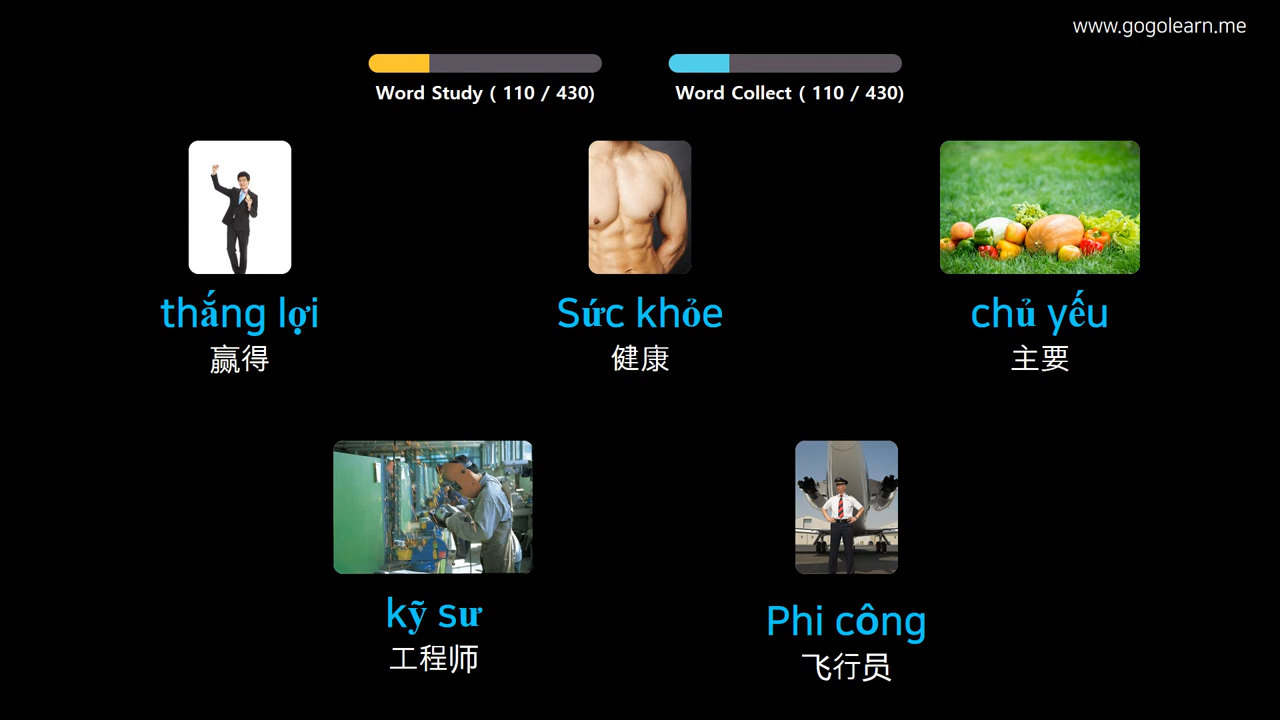 www.gogolearn.me
Word Study ( 110 / 430)
Word Collect ( 110 / 430)
thắng lợi
赢得
Sức khỏe
健康
chủ yếu
主要
kỹ sư
工程师
Phi công
飞行员